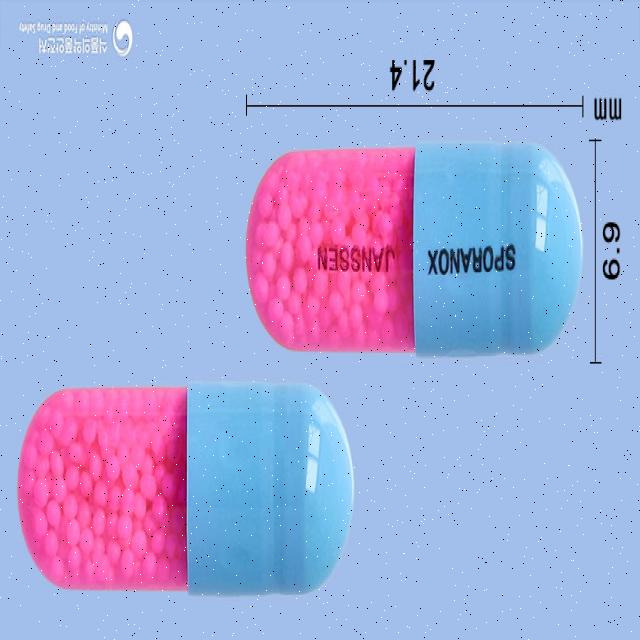 6.9
SPORANOX JANSSEN
mm
21.4
식품의약품안전처
Ministry of Food and Drug Safety